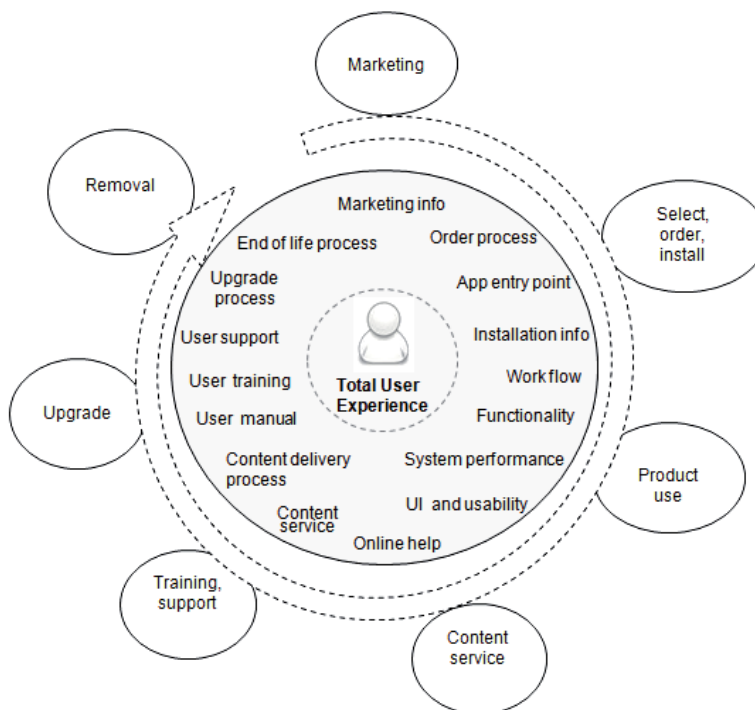 Marketing
Removal
Select,
order,
install
Marketing info
End of life process
Order process
Upgrade
process
App entry point
User support
Installation info
Total User
Experience
User training
Work flow
User manual
Functionality
Upgrade
Content delivery
process
System performance
Product
use
Content
service
UI and usability
Online help
Training,
support
Content
service